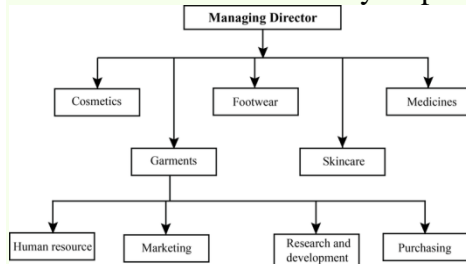 Managing Director
Cosmetics
Footwear
Medicines
Garments
Skincare
Human resource
Marketing
Research and
development
Purchasing